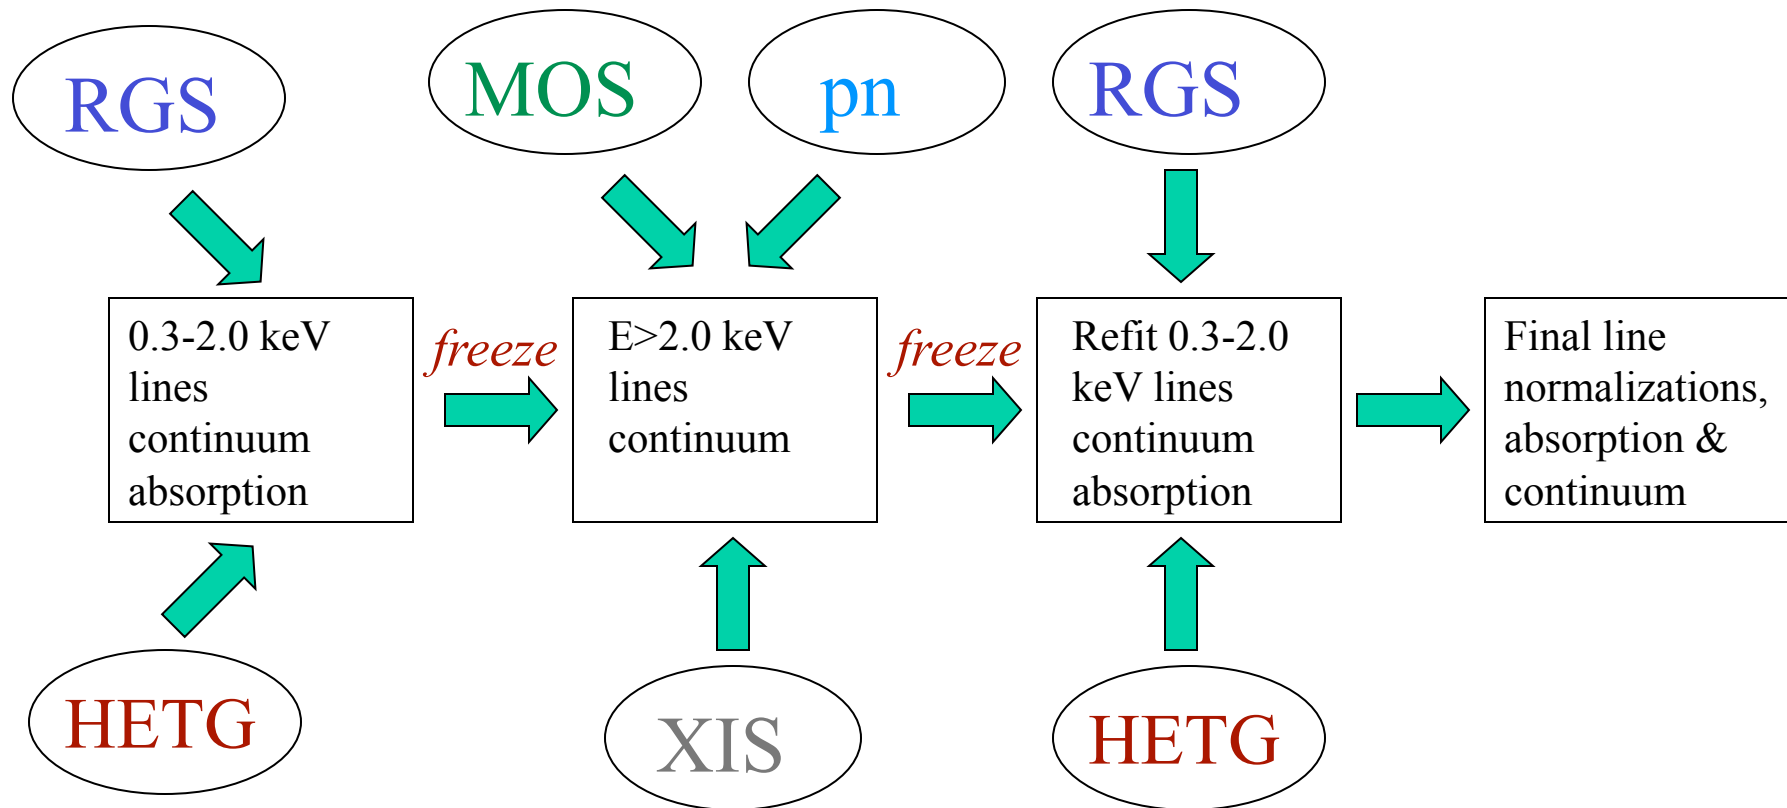 RGS
MOS
pn
RGS
0.3-2.0 keV
lines
continuum
absorption
freeze
E>2.0 keV
lines
continuum
freeze
Refit 0.3-2.0
keV lines
continuum
absorption
Final line
normalizations,
absorption &
continuum
HETG
XIS
HETG